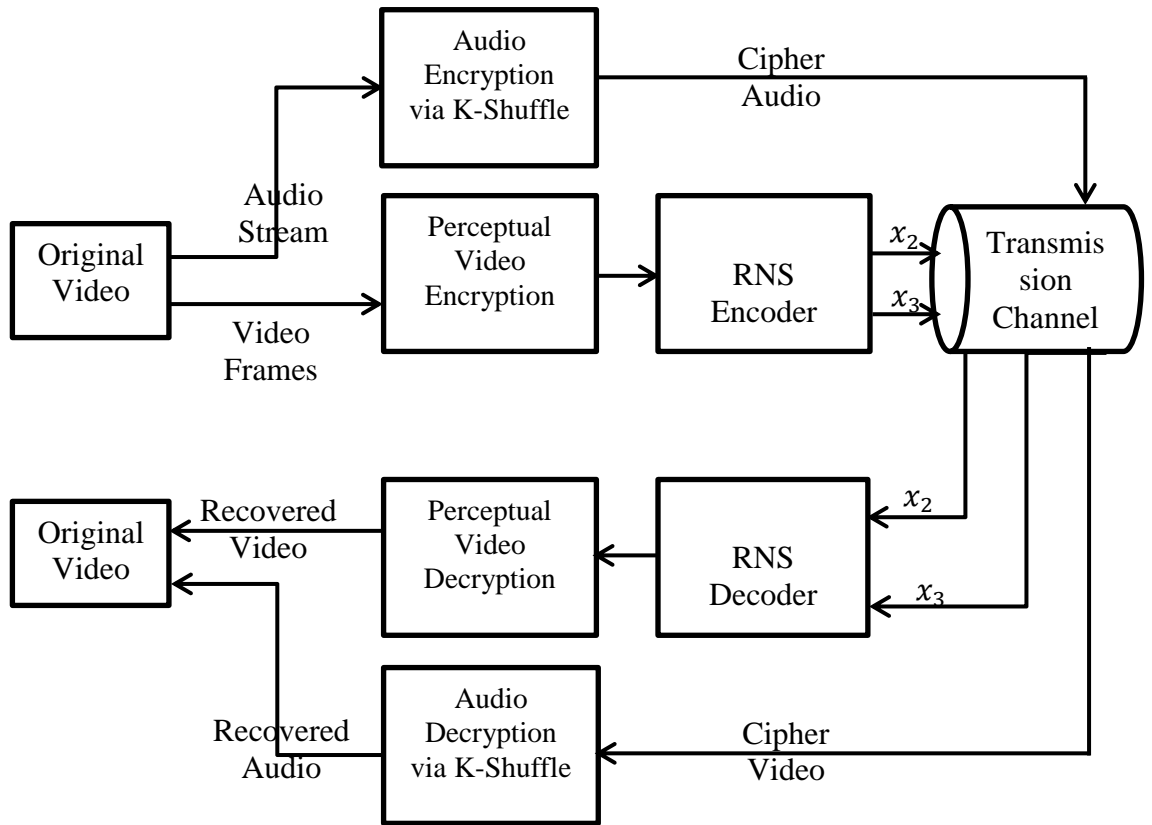 Audio
Encryption
via K-Shuffle
Cipher
Audio
Audio
Stream
Original
Video
Perceptual
Video
Encryption
Video
Frames
RNS
Encoder
x₂
x₃
Transmis
sion
Channel
Original
Video
Recovered
Video
Perceptual
Video
Decryption
RNS
Decoder
x₂
x₃
Recovered
Audio
Audio
Decryption
via K-Shuffle
Cipher
Video